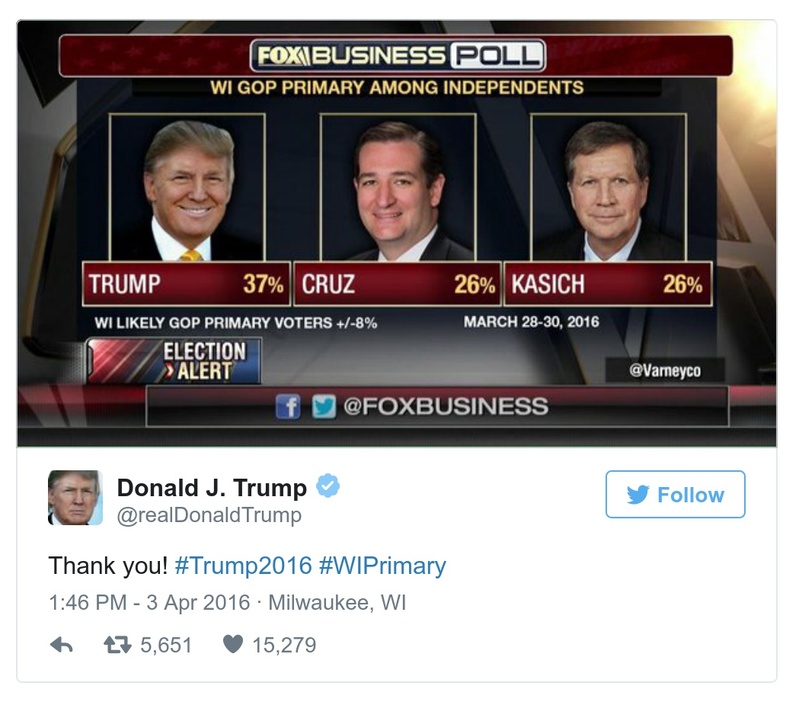 FOX BUSINESS POLL
WI GOP PRIMARY AMONG INDEPENDENTS
TRUMP 37% CRUZ 26% KASICH 26%
WI LIKELY GOP PRIMARY VOTERS +/-8% MARCH 28-30, 2016
ELECTION
ALERT
@Varneyco
f @FOXBUSINESS
Donald J. Trump
@realDonaldTrump
Follow
Thank you! #Trump2016 #WIPrimary
1:46 PM - 3 Apr 2016 · Milwaukee, WI
5,651 15,279